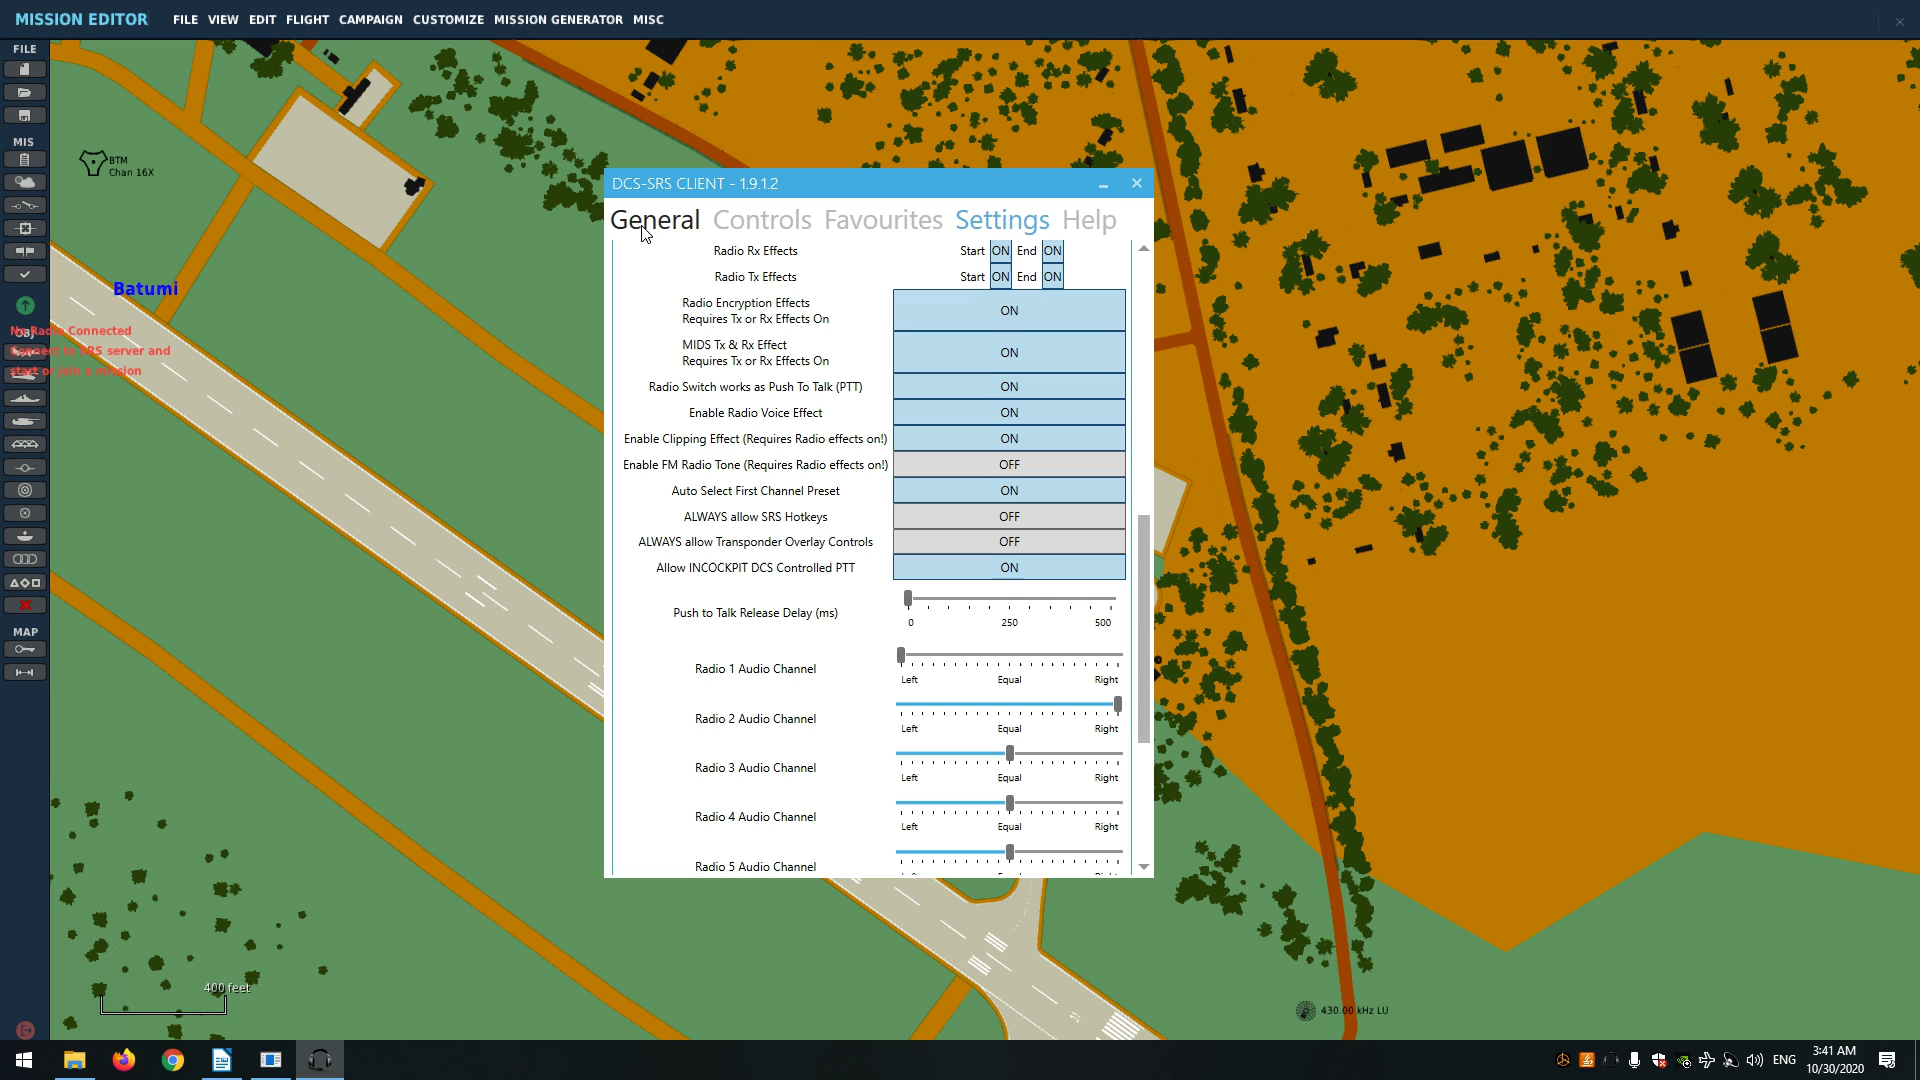 MISSION EDITOR FILE VIEW EDIT FLIGHT CAMPAIGN CUSTOMIZE MISSION GENERATOR MISC
FILE
MIS
BTM
Chan 16X
Batumi
No Radio Connected
Connect to SRS server and
start or join a mission
OBJ
MAP
400 feet
430.00 kHz LU
DCS-SRS CLIENT - 1.9.1.2
General Controls Favourites Settings Help
Radio Rx Effects Start ON End ON
Radio Tx Effects Start ON End ON
Radio Encryption Effects
Requires Tx or Rx Effects On ON
MIDS Tx & Rx Effect
Requires Tx or Rx Effects On ON
Radio Switch works as Push To Talk (PTT) ON
Enable Radio Voice Effect ON
Enable Clipping Effect (Requires Radio effects on!) ON
Enable FM Radio Tone (Requires Radio effects on!) OFF
Auto Select First Channel Preset ON
ALWAYS allow SRS Hotkeys OFF
ALWAYS allow Transponder Overlay Controls OFF
Allow INCOCKPIT DCS Controlled PTT ON
Push to Talk Release Delay (ms)
0 250 500
Radio 1 Audio Channel
Left Equal Right
Radio 2 Audio Channel
Left Equal Right
Radio 3 Audio Channel
Left Equal Right
Radio 4 Audio Channel
Left Equal Right
Radio 5 Audio Channel
ENG
3:41 AM
10/30/2020